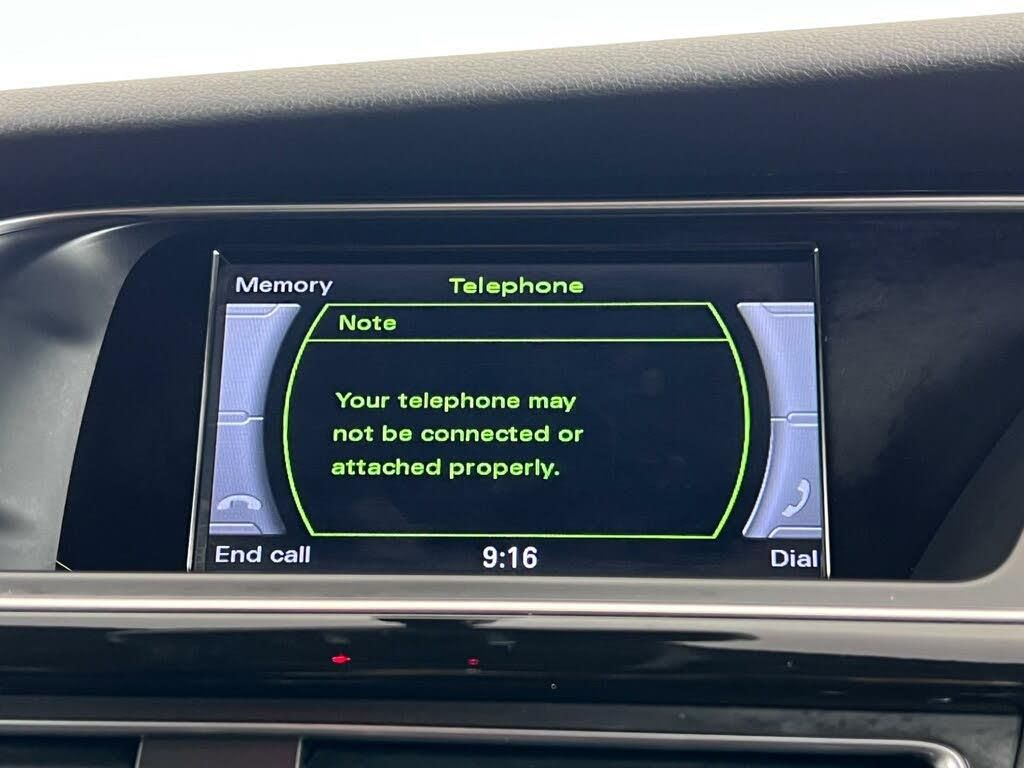 Memory
Telephone
Note
Your telephone may
not be connected or
attached properly.
End call
9:16
Dial